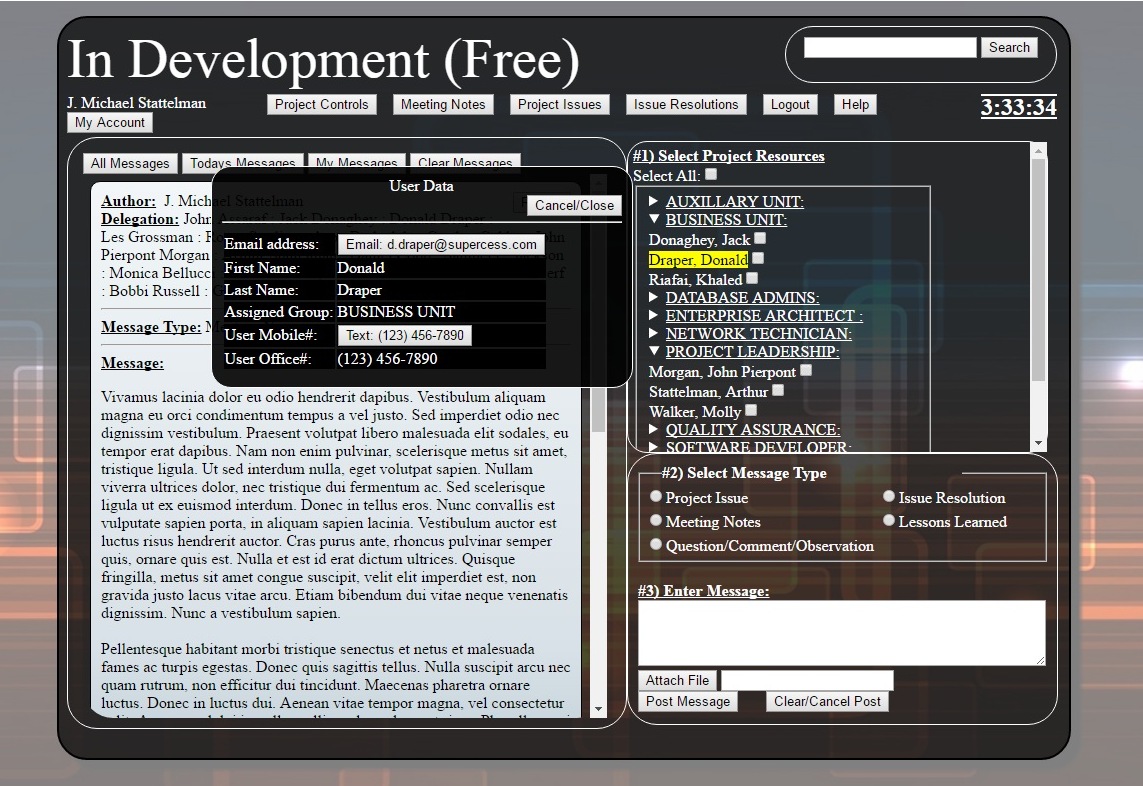 In Development (Free)
Search
J. Michael Stattelman
Project Controls Meeting Notes Project Issues Issue Resolutions Logout Help
3:33:34
My Account
All Messages Todays Messages My Messages Clear Messages
User Data
Cancel/Close
Email address: Email: d.draper@supercess.com
First Name: Donald
Last Name: Draper
Assigned Group: BUSINESS UNIT
User Mobile#: Text: (123) 456-7890
User Office#: (123) 456-7890
Author: J. Michael Stattelman
Delegation: John Assaraf : Jack Donaghey : Donald Draper :
Les Grossman : John
Pierpont Morgan
: Monica Bellucci
: Bobbi Russell :
Message Type:
Message:
Vivamus lacinia dolor eu odio hendrerit dapibus. Vestibulum aliquam
magna eu orci condimentum tempus a vel justo. Sed imperdiet odio nec
dignissim vestibulum. Praesent volutpat libero malesuada elit sodales, eu
tempor erat dapibus. Nam non enim pulvinar, scelerisque metus sit amet,
tristique ligula. Ut sed interdum nulla, eget volutpat sapien. Nullam
viverra ultrices dolor, nec tristique dui fermentum ac. Sed scelerisque
ligula ut ex euismod interdum. Donec in tellus eros. Nunc convallis est
vulputate sapien porta, in aliquam sapien lacinia. Vestibulum auctor est
luctus risus hendrerit auctor. Cras purus ante, rhoncus pulvinar semper
quis, ornare quis est. Nulla et est id erat dictum ultrices. Quisque
fringilla, metus sit amet congue suscipit, velit elit imperdiet est, non
gravida justo lacus vitae arcu. Etiam bibendum dui vitae neque venenatis
dignissim. Nunc a vestibulum sapien.
Pellentesque habitant morbi tristique senectus et netus et malesuada
fames ac turpis egestas. Donec quis sagittis tellus. Nulla suscipit arcu nec
quam rutrum, non efficitur dui tincidunt. Maecenas pharetra ornare
luctus. Donec in luctus dui. Aenean vitae tempor magna, vel consectetur
#1) Select Project Resources
Select All:
AUXILLARY UNIT:
BUSINESS UNIT:
Donaghey, Jack
Draper, Donald
Riafai, Khaled
DATABASE ADMINS:
ENTERPRISE ARCHITECT :
NETWORK TECHNICIAN:
PROJECT LEADERSHIP:
Morgan, John Pierpont
Stattelman, Arthur
Walker, Molly
QUALITY ASSURANCE:
SOFTWARE DEVELOPER:
#2) Select Message Type
Project Issue Issue Resolution
Meeting Notes Lessons Learned
Question/Comment/Observation
#3) Enter Message:
Attach File
Post Message Clear/Cancel Post